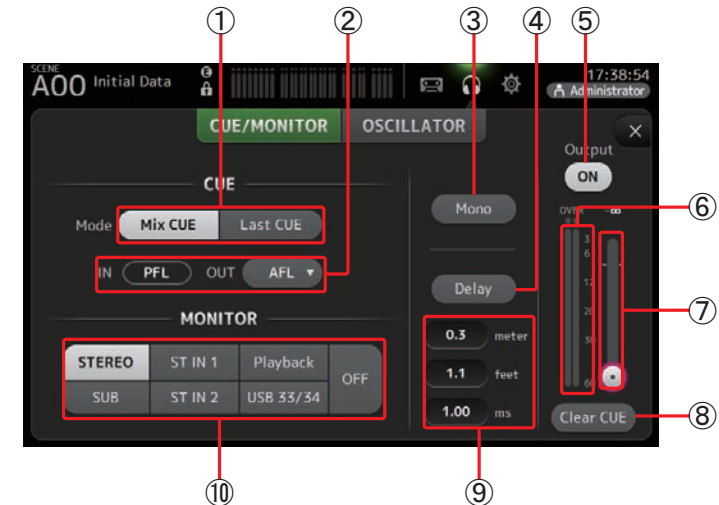 ① ② ③ ④ ⑤
SCENE
A00 Initial Data
17:38:54
Administrator
CUE/MONITOR OSCILLATOR ×
Output
ON
CUE
Mode Mix CUE Last CUE
Mono
OVER -∞
⑥
IN PFL OUT AFL ▼
3
6
12
20
30
60
⑦
Delay
MONITOR
STEREO ST IN 1 Playback OFF
SUB ST IN 2 USB 33/34
0.3 meter
1.1 feet
1.00 ms
Clear CUE ⑧
⑩ ⑨